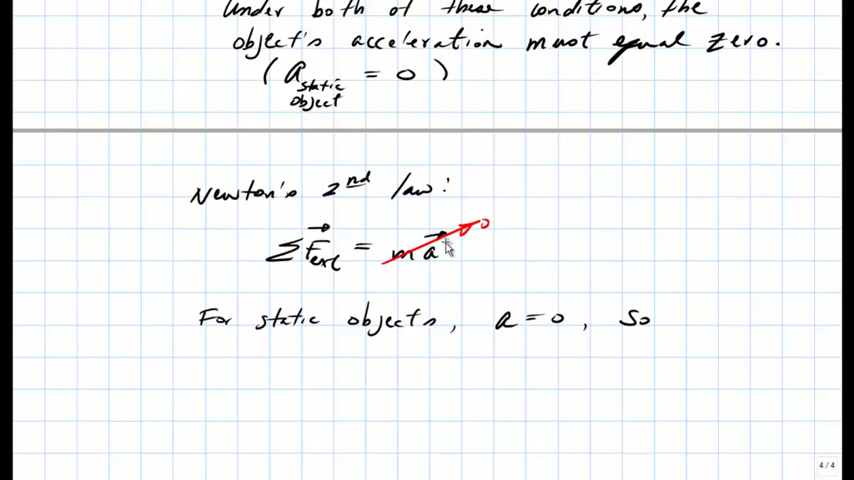 Under both of these conditions, the
object's acceleration must equal zero.
(a static object = 0)
Newton's 2nd law:
ΣF⃗ext = ma⃗ 0
For static objects, a = 0, so
4/4